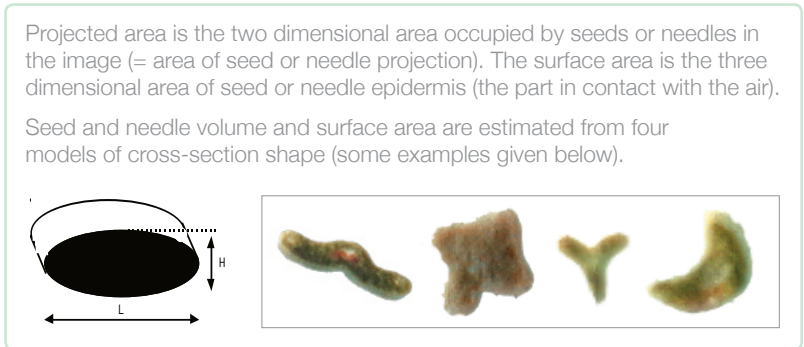 Projected area is the two dimensional area occupied by seeds or needles in
the image (= area of seed or needle projection). The surface area is the three
dimensional area of seed or needle epidermis (the part in contact with the air).
Seed and needle volume and surface area are estimated from four
models of cross-section shape (some examples given below).
H
L